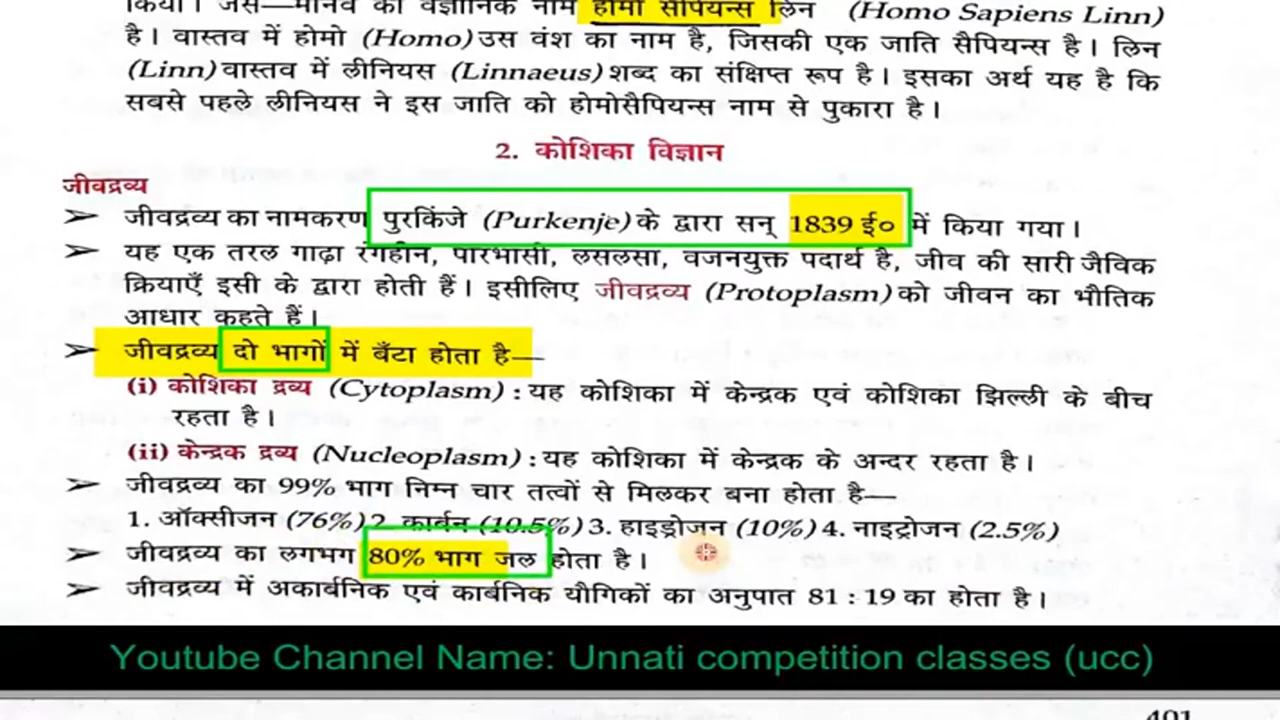 किया। जैसे—मानव का वैज्ञानिक नाम होमो सैपियन्स लिन (Homo Sapiens Linn)
है। वास्तव में होमो (Homo) उस वंश का नाम है, जिसकी एक जाति सैपियन्स है। लिन
(Linn) वास्तव में लीनियस (Linnaeus) शब्द का संक्षिप्त रूप है। इसका अर्थ यह है कि
सबसे पहले लीनियस ने इस जाति को होमोसैपियन्स नाम से पुकारा है।
2. कोशिका विज्ञान
जीवद्रव्य
➤ जीवद्रव्य का नामकरण पुरकिंजे (Purkenje) के द्वारा सन् 1839 ई० में किया गया।
➤ यह एक तरल गाढ़ा रंगहीन, पारभासी, लसलसा, वजनयुक्त पदार्थ है, जीव की सारी जैविक
क्रियाएँ इसी के द्वारा होती हैं। इसीलिए जीवद्रव्य (Protoplasm) को जीवन का भौतिक
आधार कहते हैं।
➤ जीवद्रव्य दो भागों में बँटा होता है—
(i) कोशिका द्रव्य (Cytoplasm) : यह कोशिका में केन्द्रक एवं कोशिका झिल्ली के बीच
रहता है।
(ii) केन्द्रक द्रव्य (Nucleoplasm) : यह कोशिका में केन्द्रक के अन्दर रहता है।
➤ जीवद्रव्य का 99% भाग निम्न चार तत्वों से मिलकर बना होता है—
1. ऑक्सीजन (76%) 2. कार्बन (10.5%) 3. हाइड्रोजन (10%) 4. नाइट्रोजन (2.5%)
➤ जीवद्रव्य का लगभग 80% भाग जल होता है।
➤ जीवद्रव्य में अकार्बनिक एवं कार्बनिक यौगिकों का अनुपात 81 : 19 का होता है।
Youtube Channel Name: Unnati competition classes (ucc)